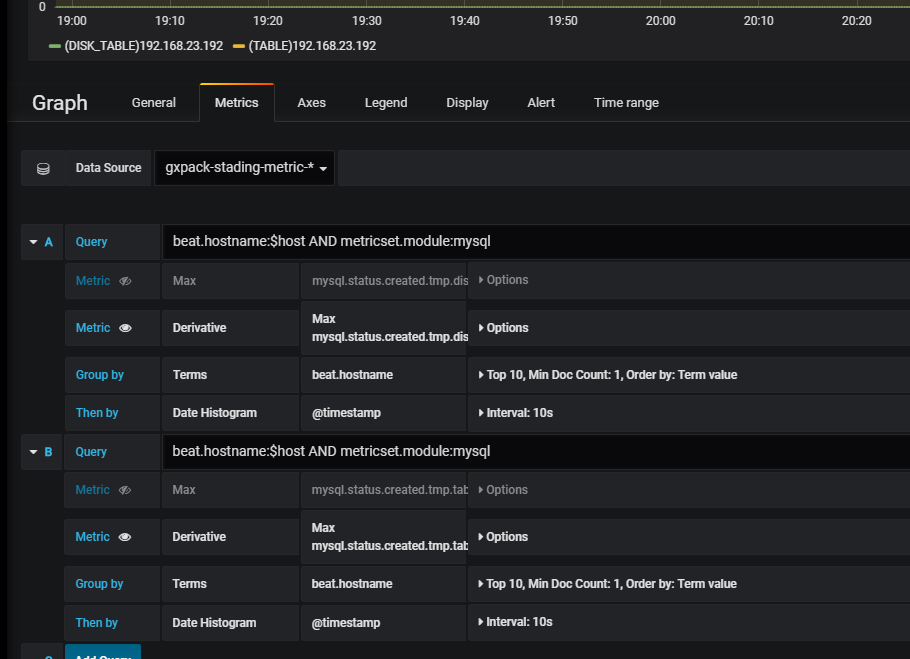 0
19:00 19:10 19:20 19:30 19:40 19:50 20:00 20:10 20:20
(DISK_TABLE)192.168.23.192 (TABLE)192.168.23.192
Graph General Metrics Axes Legend Display Alert Time range
Data Source gxpack-stading-metric-*
A Query beat.hostname:$host AND metricset.module:mysql
Metric Max mysql.status.created.tmp.dis Options
Metric Derivative Max
mysql.status.created.tmp.dis Options
Group by Terms beat.hostname Top 10, Min Doc Count: 1, Order by: Term value
Then by Date Histogram @timestamp Interval: 10s
B Query beat.hostname:$host AND metricset.module:mysql
Metric Max mysql.status.created.tmp.tab Options
Metric Derivative Max
mysql.status.created.tmp.tab Options
Group by Terms beat.hostname Top 10, Min Doc Count: 1, Order by: Term value
Then by Date Histogram @timestamp Interval: 10s
Add Query